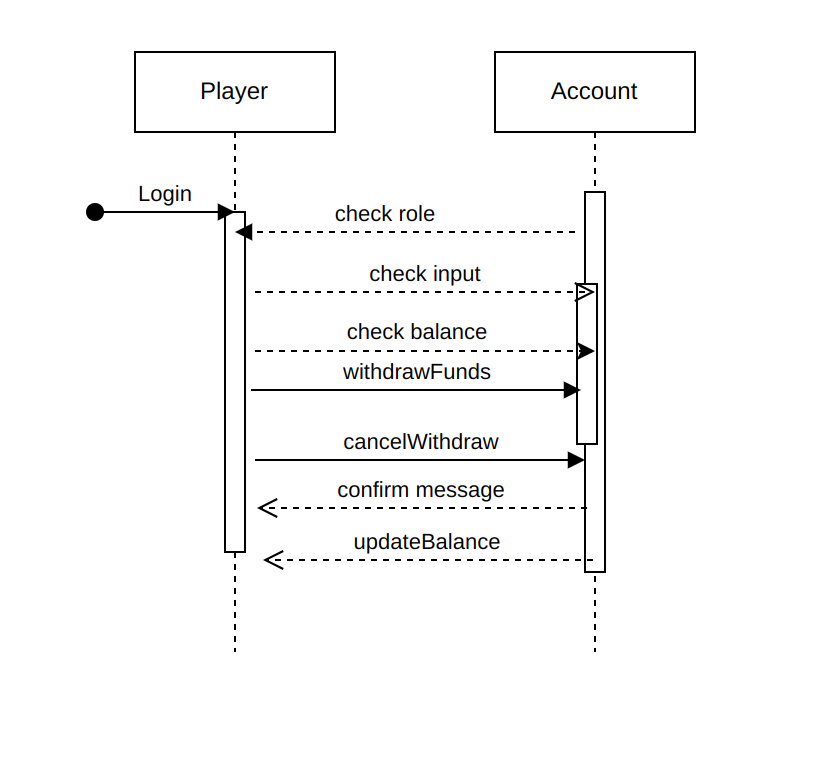 Player
Account
Login
check role
check input
check balance
withdrawFunds
cancelWithdraw
confirm message
updateBalance